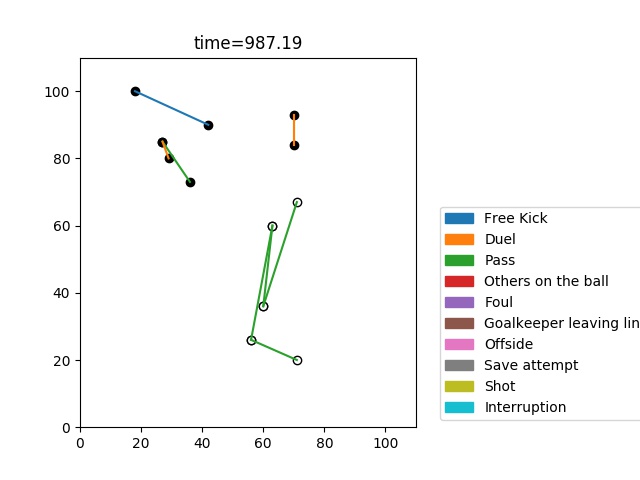 time=987.19
100
80
60
40
20
0
0 20 40 60 80 100
Free Kick
Duel
Pass
Others on the ball
Foul
Goalkeeper leaving lin
Offside
Save attempt
Shot
Interruption